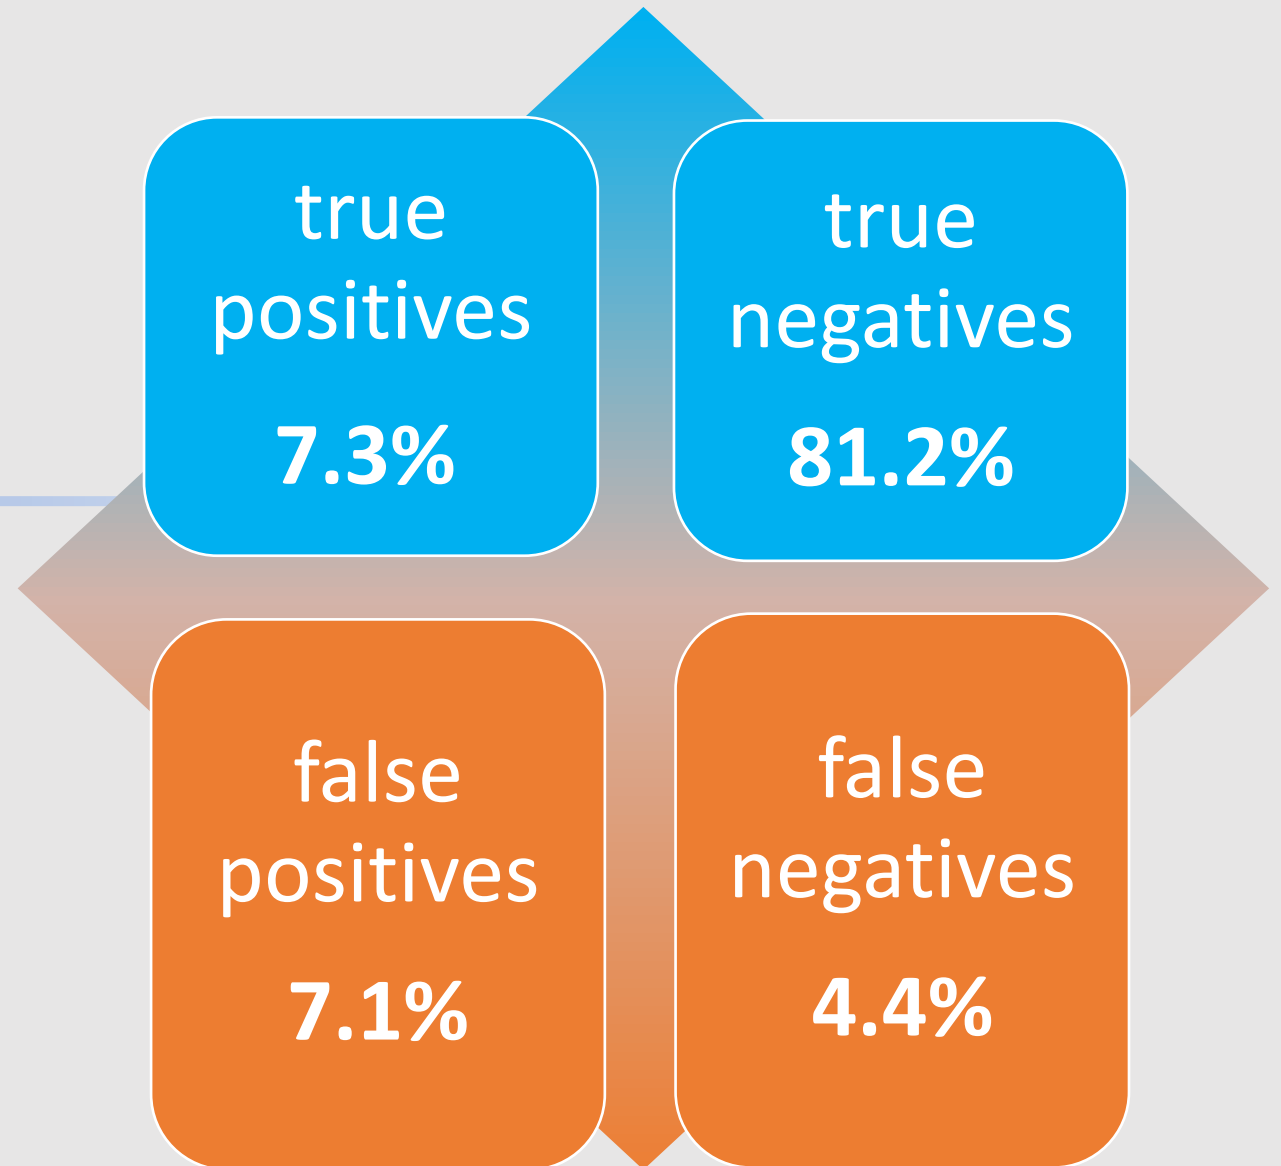 true
positives
7.3%
true
negatives
81.2%
false
positives
7.1%
false
negatives
4.4%